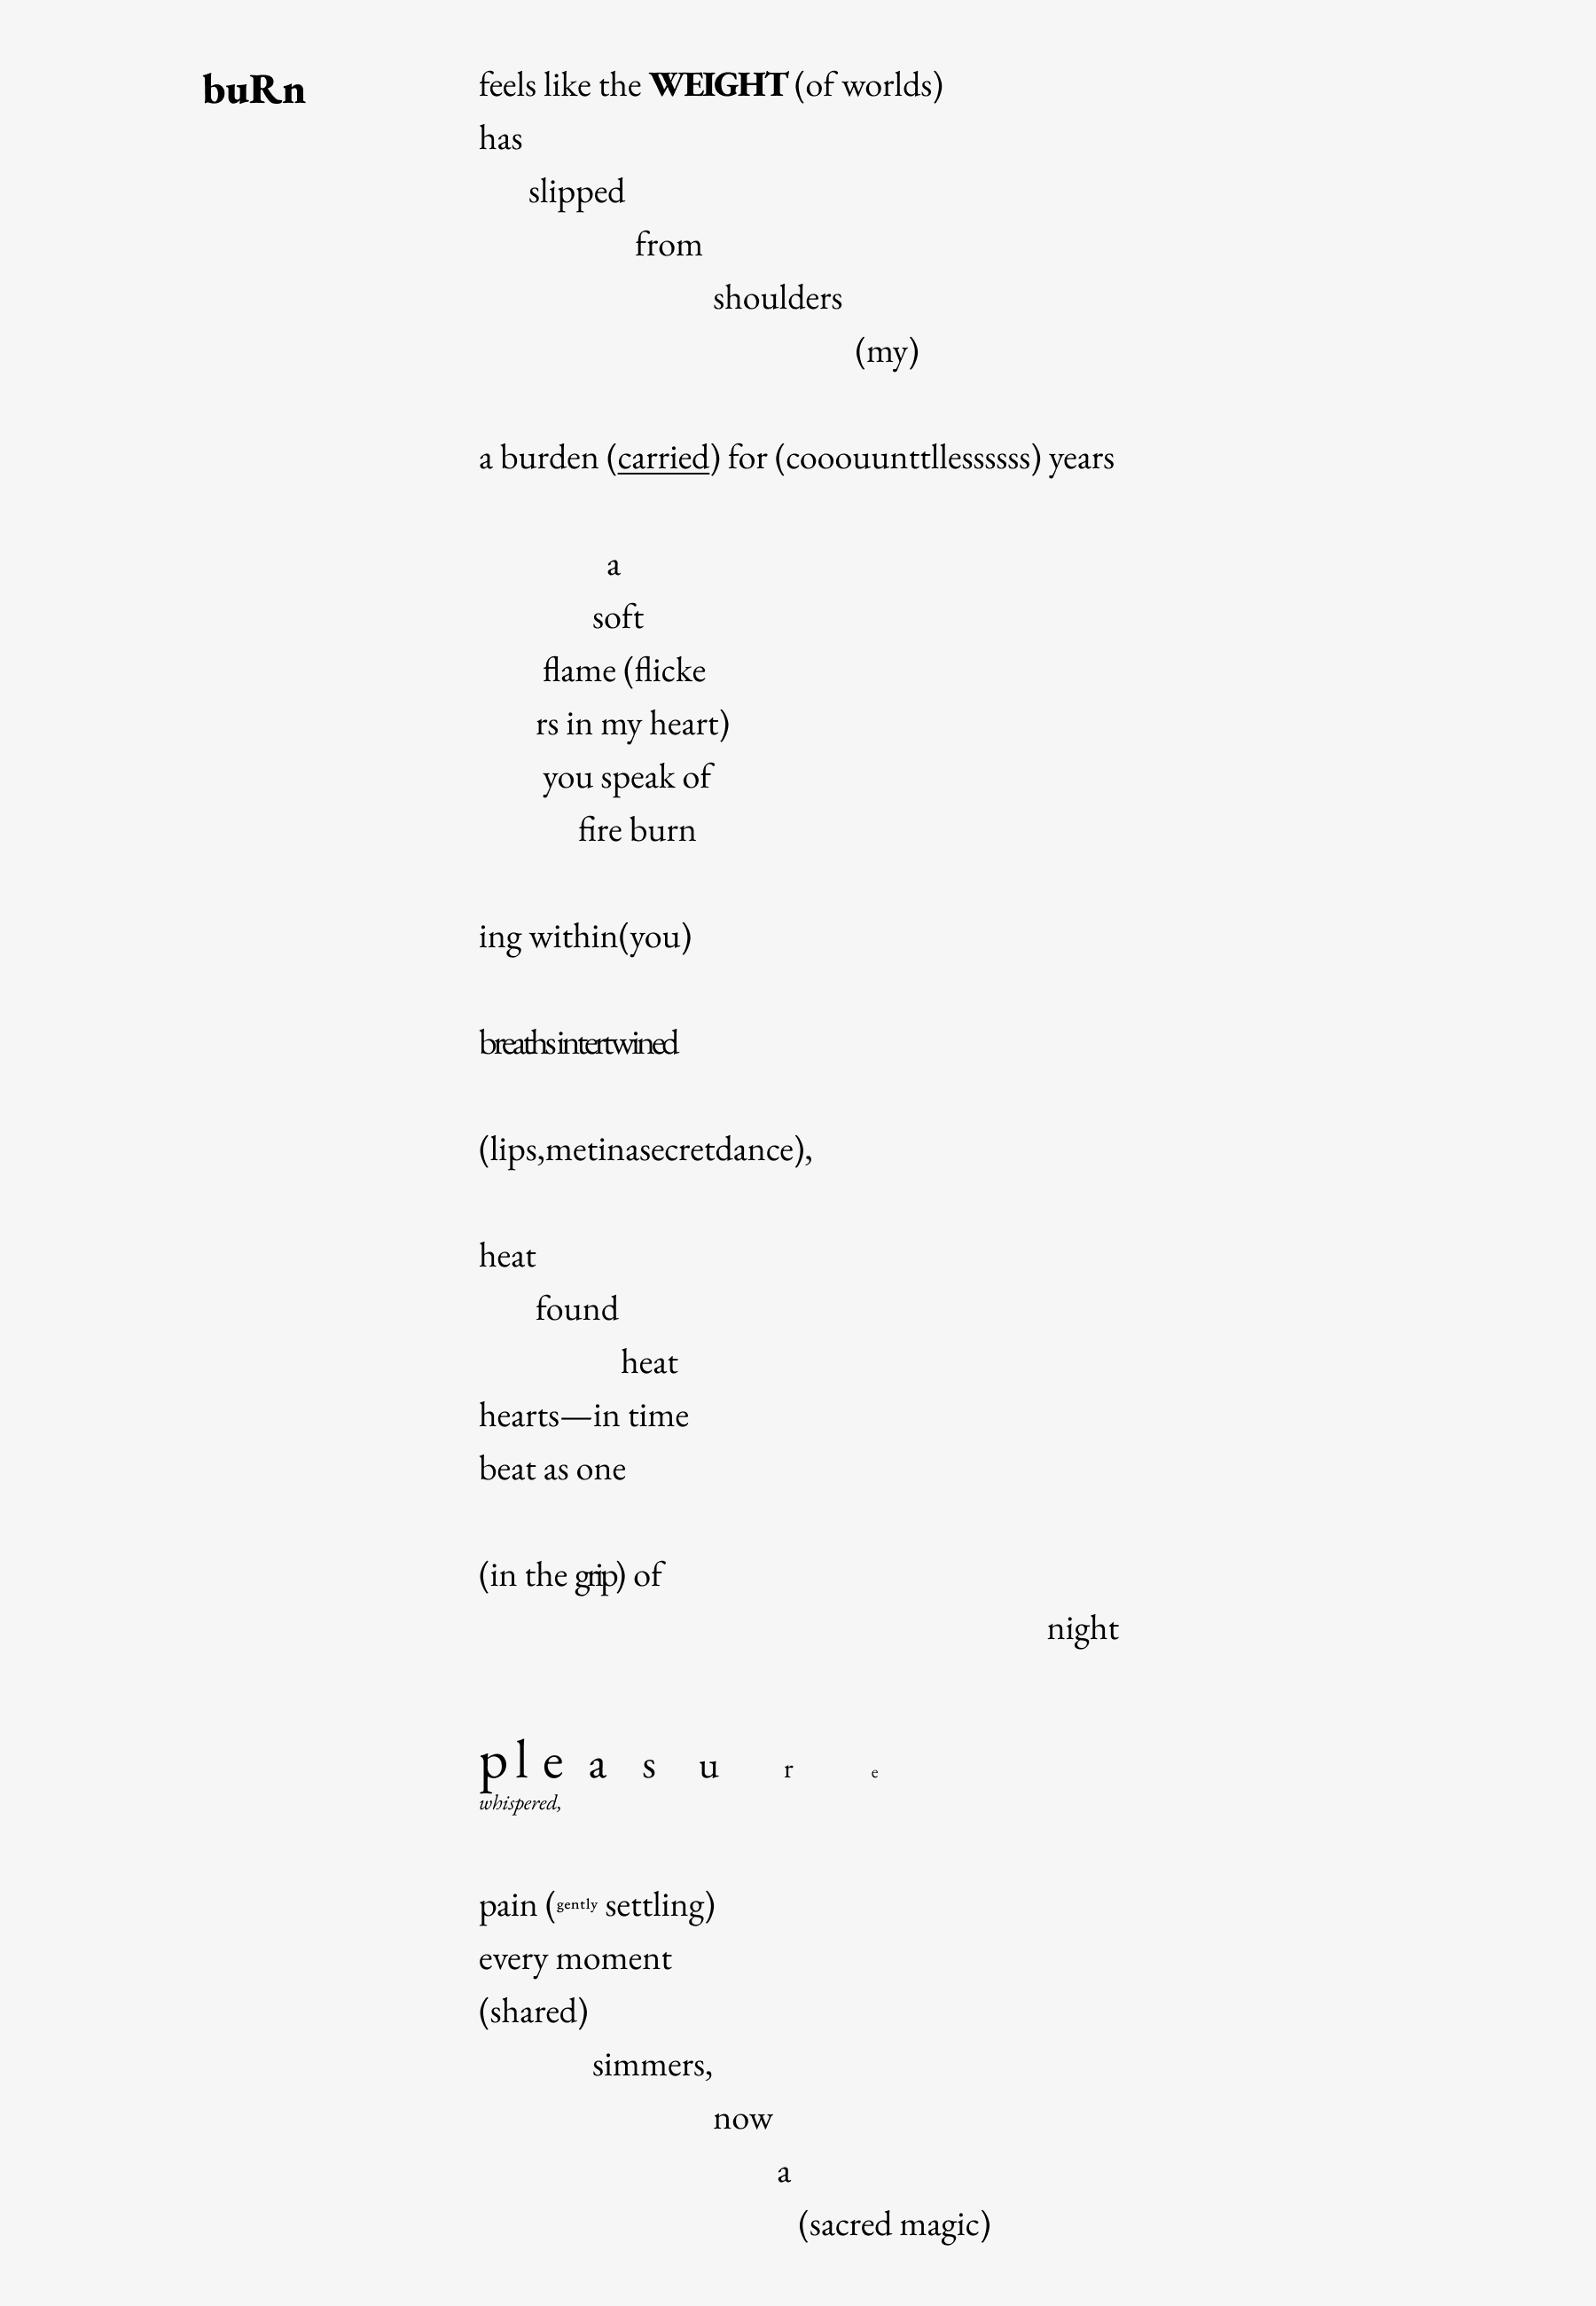 buRn
feels like the WEIGHT (of worlds)
has
slipped
from
shoulders
(my)
a burden (carried) for (cooouunttllessssss) years
a
soft
flame (flicke
rs in my heart)
you speak of
fire burn
ing within(you)
breathsintertwined
(lips,metinasecretdance),
heat
found
heat
hearts—in time
beat as one
(in the grip) of
night
p l e a s u r e
whispered,
pain (gently settling)
every moment
(shared)
simmers,
now
a
(sacred magic)